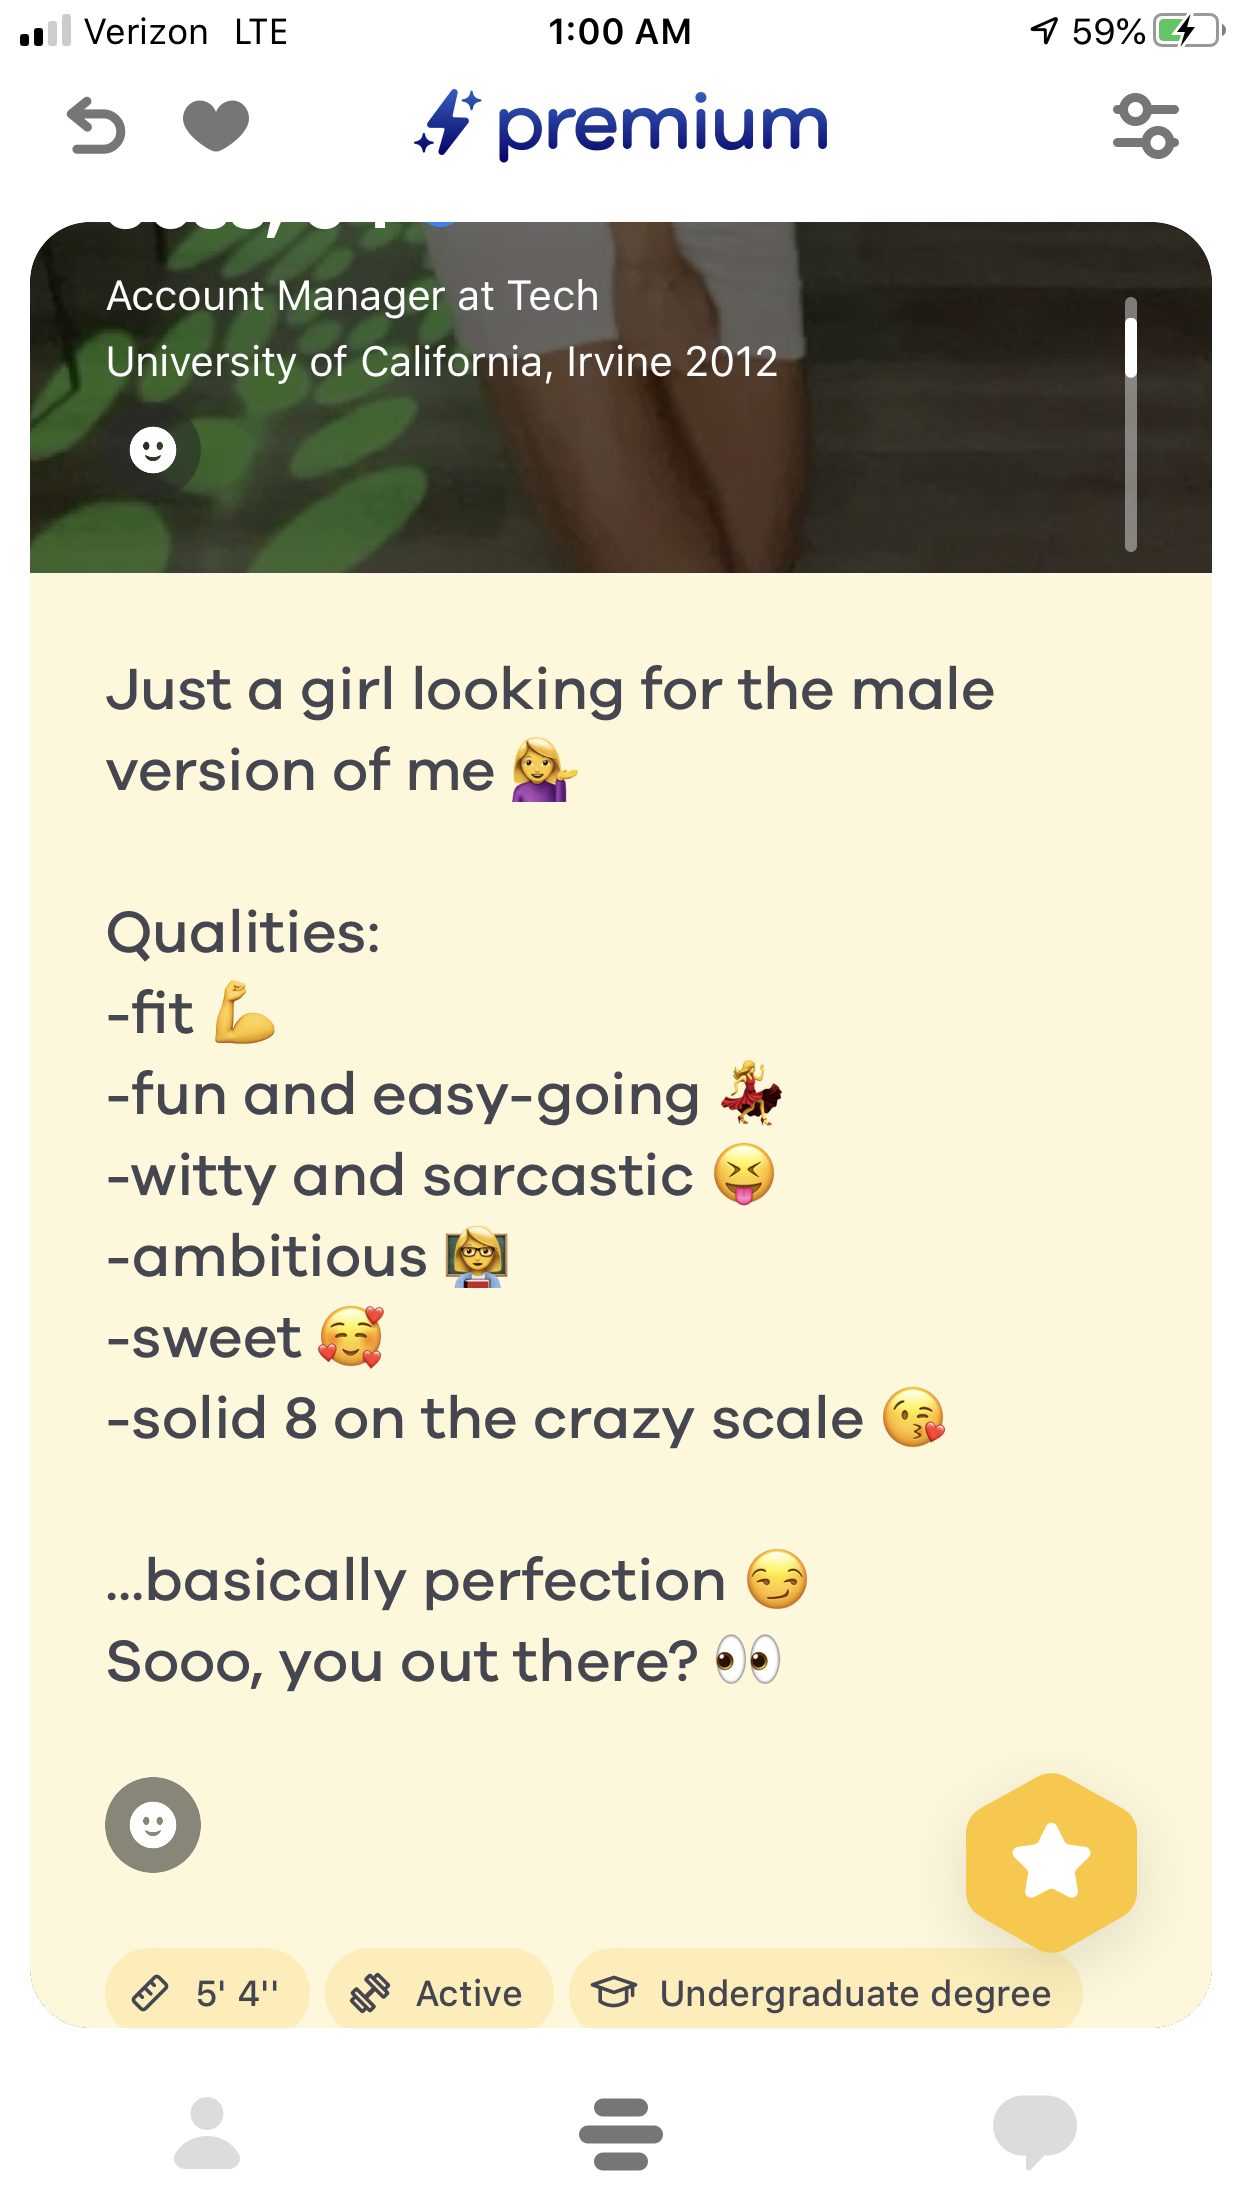 Verizon LTE 1:00 AM 59%
premium
Account Manager at Tech
University of California, Irvine 2012
Just a girl looking for the male
version of me 💁‍♀️
Qualities:
-fit 💪
-fun and easy-going 💃
-witty and sarcastic 😝
-ambitious 👩‍🏫
-sweet 🥰
-solid 8 on the crazy scale 😘
...basically perfection 😏
Sooo, you out there? 👀
5' 4'' Active Undergraduate degree